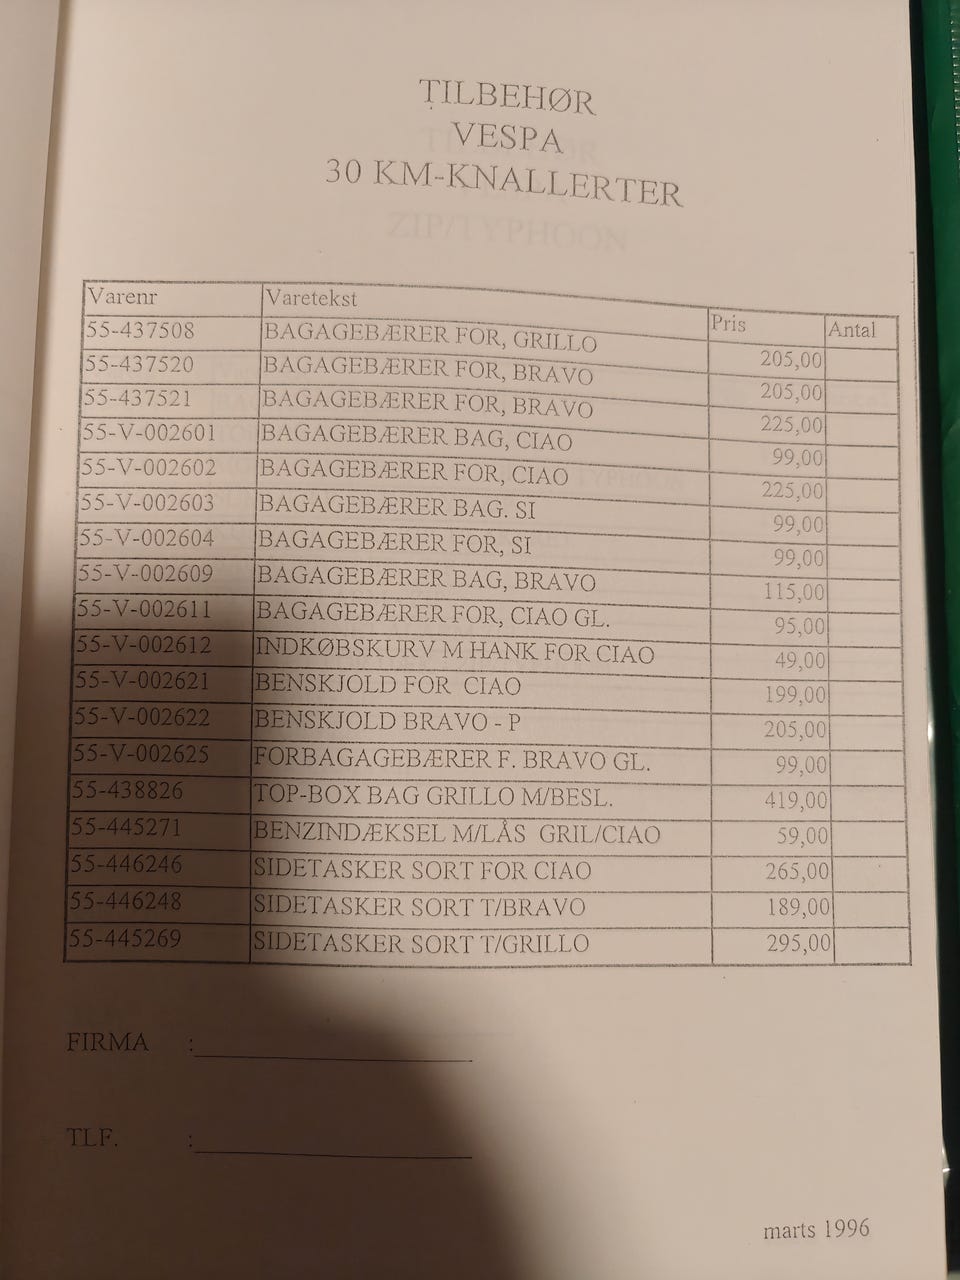 TILBEHØR
VESPA
30 KM-KNALLERTER
Varenr Varetekst Pris Antal
55-437508 BAGAGEBÆRER FOR, GRILLO 205,00
55-437520 BAGAGEBÆRER FOR, BRAVO 205,00
55-437521 BAGAGEBÆRER FOR, BRAVO 225,00
55-V-002601 BAGAGEBÆRER BAG, CIAO 99,00
55-V-002602 BAGAGEBÆRER FOR, CIAO 225,00
55-V-002603 BAGAGEBÆRER BAG. SI 99,00
55-V-002604 BAGAGEBÆRER FOR, SI 99,00
55-V-002609 BAGAGEBÆRER BAG, BRAVO 115,00
55-V-002611 BAGAGEBÆRER FOR, CIAO GL. 95,00
55-V-002612 INDKØBSKURV M HANK FOR CIAO 49,00
55-V-002621 BENSKJOLD FOR CIAO 199,00
55-V-002622 BENSKJOLD BRAVO - P 205,00
55-V-002625 FORBAGAGEBÆRER F. BRAVO GL. 99,00
55-438826 TOP-BOX BAG GRILLO M/BESL. 419,00
55-445271 BENZINDÆKSEL M/LÅS GRIL/CIAO 59,00
55-446246 SIDETASKER SORT FOR CIAO 265,00
55-446248 SIDETASKER SORT T/BRAVO 189,00
55-445269 SIDETASKER SORT T/GRILLO 295,00
FIRMA :
TLF. :
marts 1996